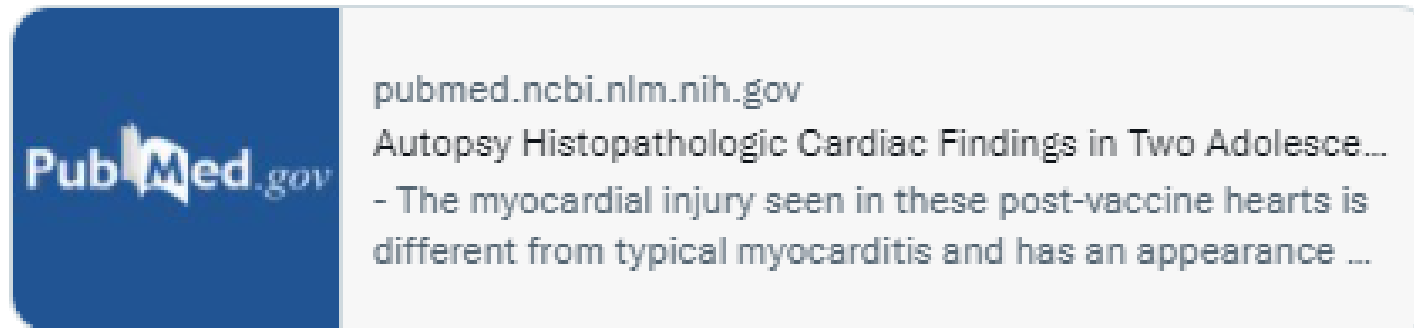 PubMed.gov
pubmed.ncbi.nlm.nih.gov
Autopsy Histopathologic Cardiac Findings in Two Adolesce...
- The myocardial injury seen in these post-vaccine hearts is
different from typical myocarditis and has an appearance ...